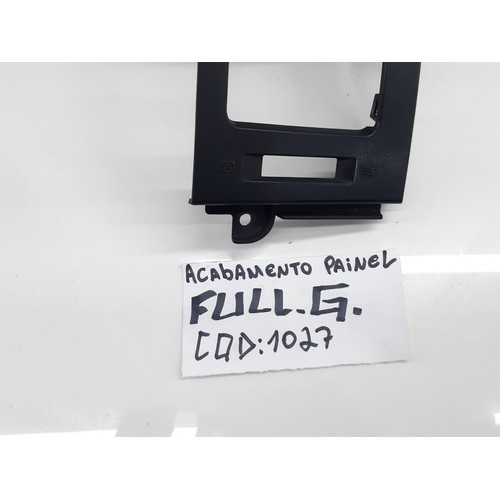 ACABAMENTO PAINEL
FULL.G.
COD:1027